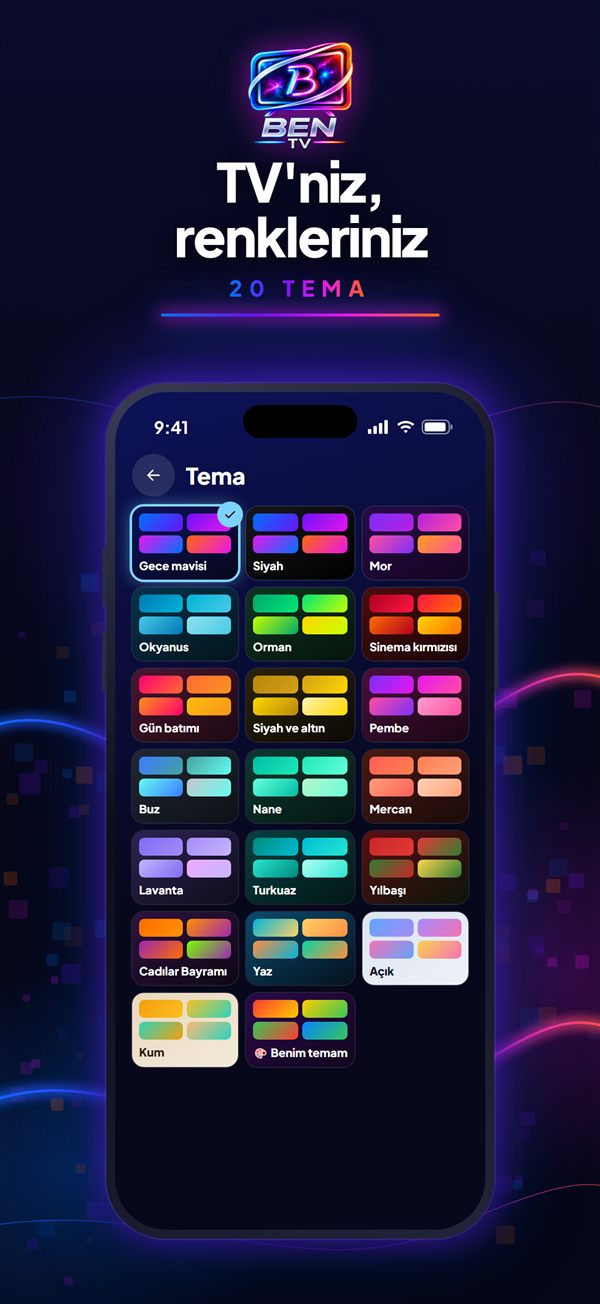 B
BEN
TV
TV'niz,
renkleriniz
20 TEMA
9:41
Tema
Gece mavisi
Siyah
Mor
Okyanus
Orman
Sinema kırmızısı
Gün batımı
Siyah ve altın
Pembe
Buz
Nane
Mercan
Lavanta
Turkuaz
Yılbaşı
Cadılar Bayramı
Yaz
Açık
Kum
Benim temam